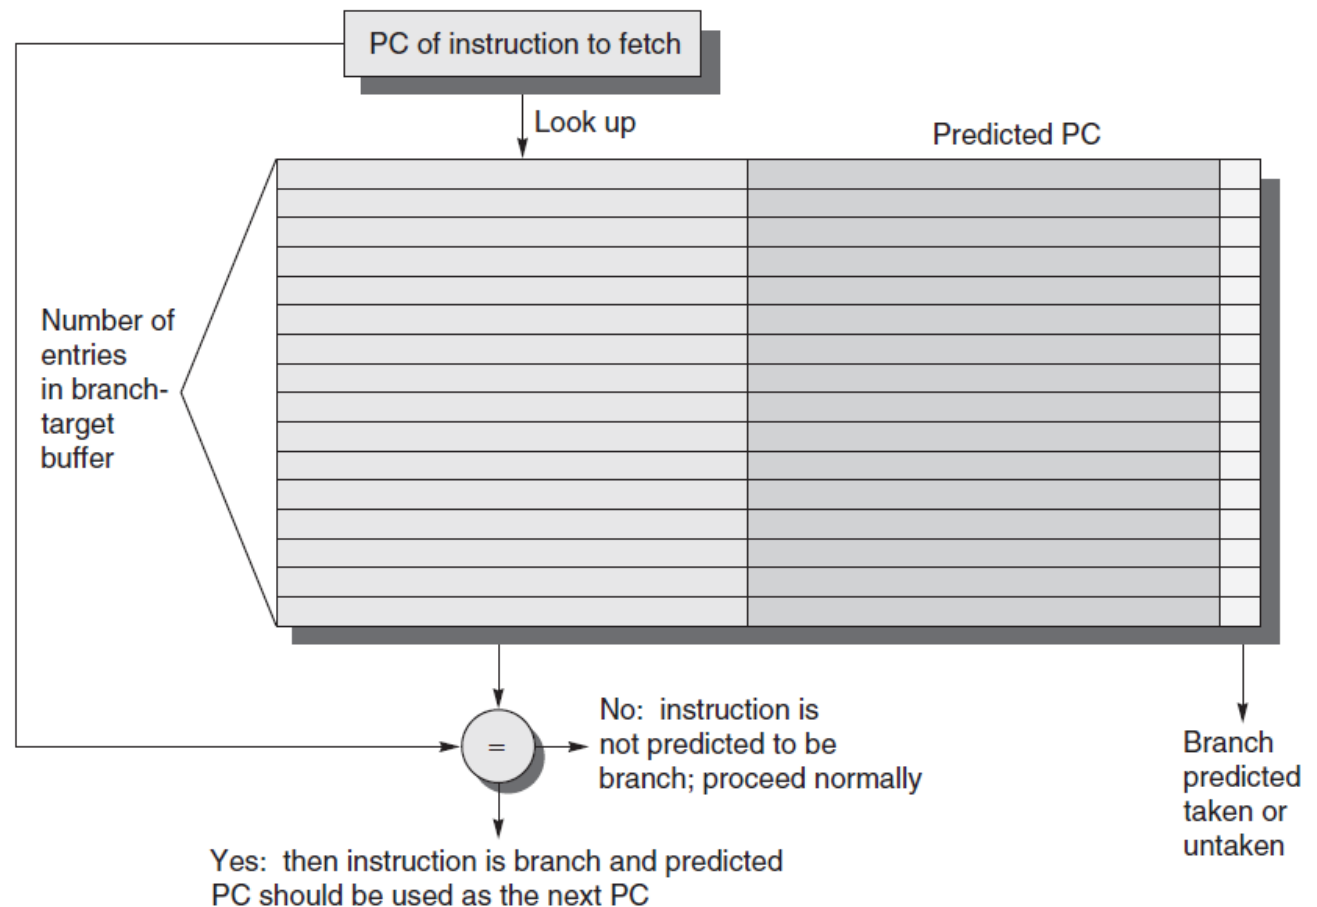 PC of instruction to fetch
Look up
Predicted PC
Number of
entries
in branch-
target
buffer
=
No: instruction is
not predicted to be
branch; proceed normally
Branch
predicted
taken or
untaken
Yes: then instruction is branch and predicted
PC should be used as the next PC